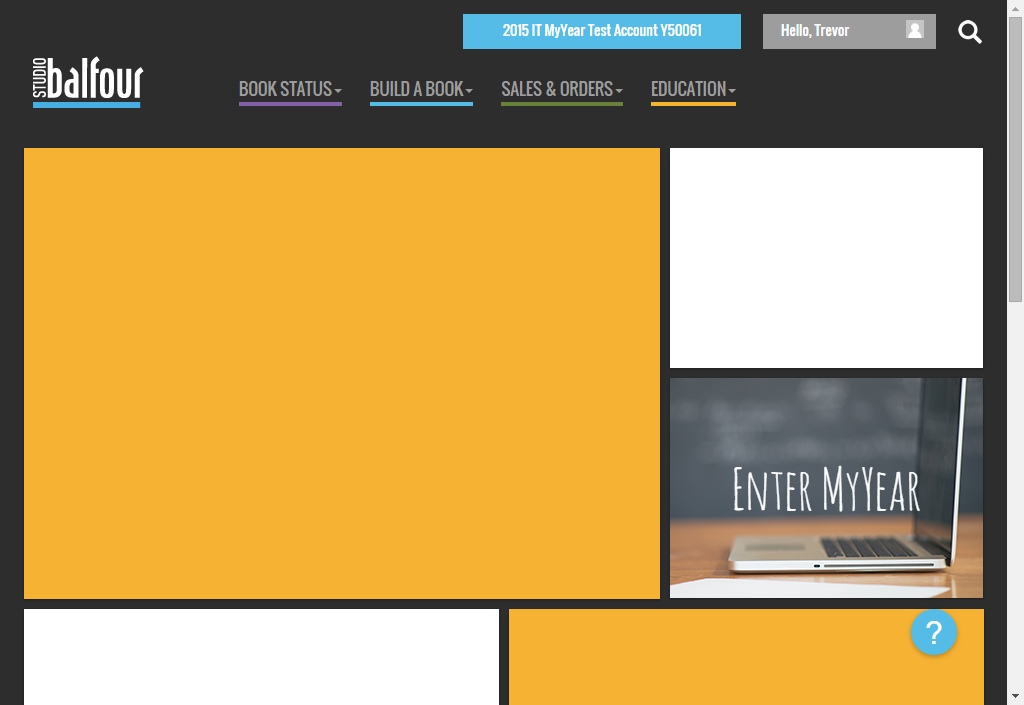 2015 IT MyYear Test Account Y50061
Hello, Trevor
STUDIO
balfour
BOOK STATUS
BUILD A BOOK
SALES & ORDERS
EDUCATION
ENTER MYYEAR
?